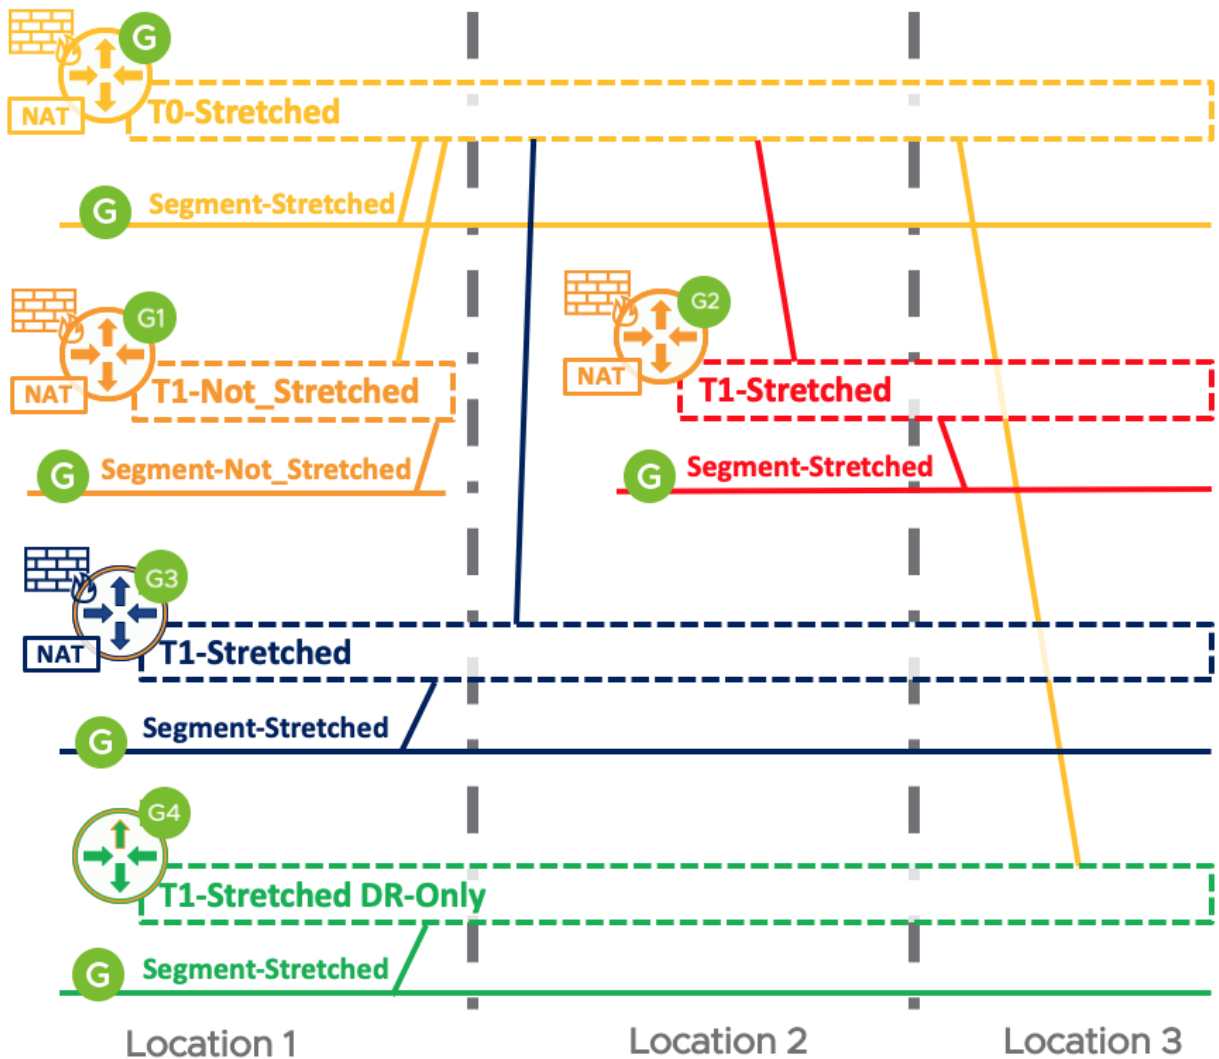 G
NAT
T0-Stretched
G
Segment-Stretched
G1
NAT
T1-Not_Stretched
G2
NAT
T1-Stretched
G
Segment-Not_Stretched
G
Segment-Stretched
G3
NAT
T1-Stretched
G
Segment-Stretched
G4
T1-Stretched DR-Only
G
Segment-Stretched
Location 1
Location 2
Location 3